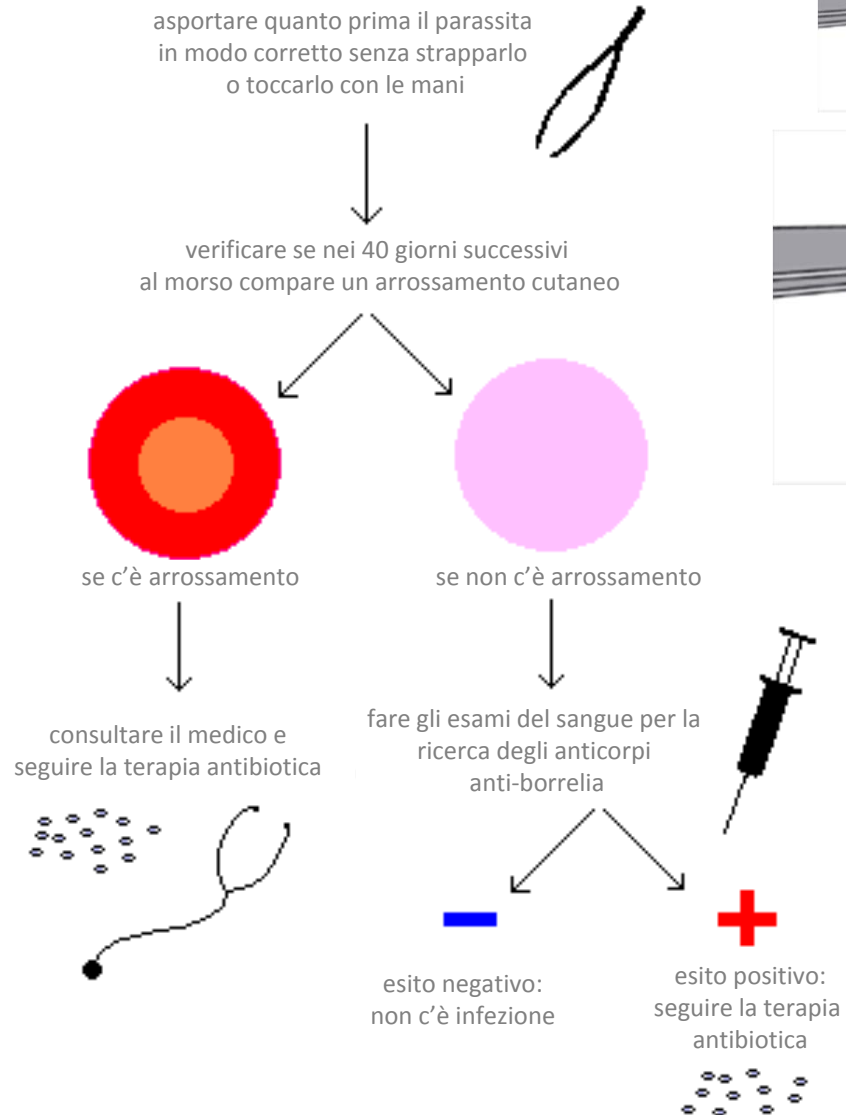 asportare quanto prima il parassita
in modo corretto senza strapparlo
o toccarlo con le mani
verificare se nei 40 giorni successivi
al morso compare un arrossamento cutaneo
se c'è arrossamento
se non c'è arrossamento
consultare il medico e
seguire la terapia antibiotica
fare gli esami del sangue per la
ricerca degli anticorpi
anti-borrelia
esito negativo:
non c'è infezione
esito positivo:
seguire la terapia
antibiotica